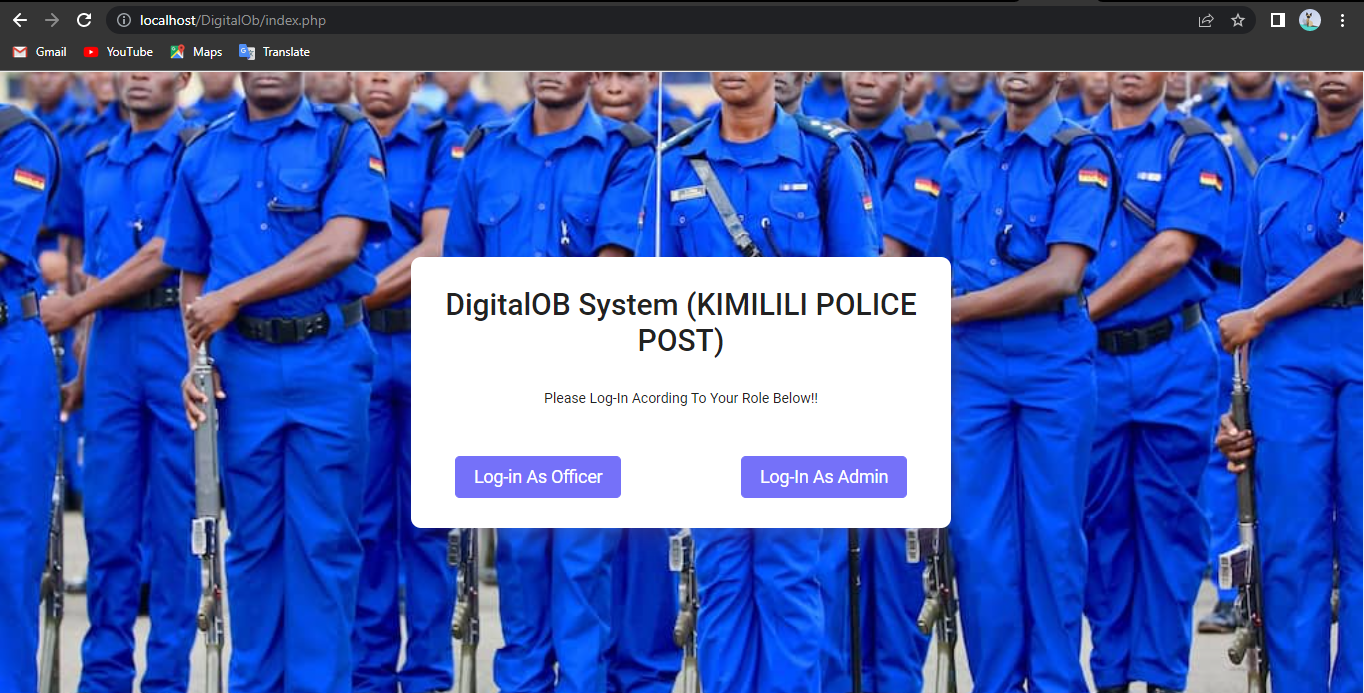 localhost/DigitalOb/index.php
Gmail YouTube Maps Translate
DigitalOB System (KIMILILI POLICE
POST)
Please Log-In Acording To Your Role Below!!
Log-in As Officer Log-In As Admin